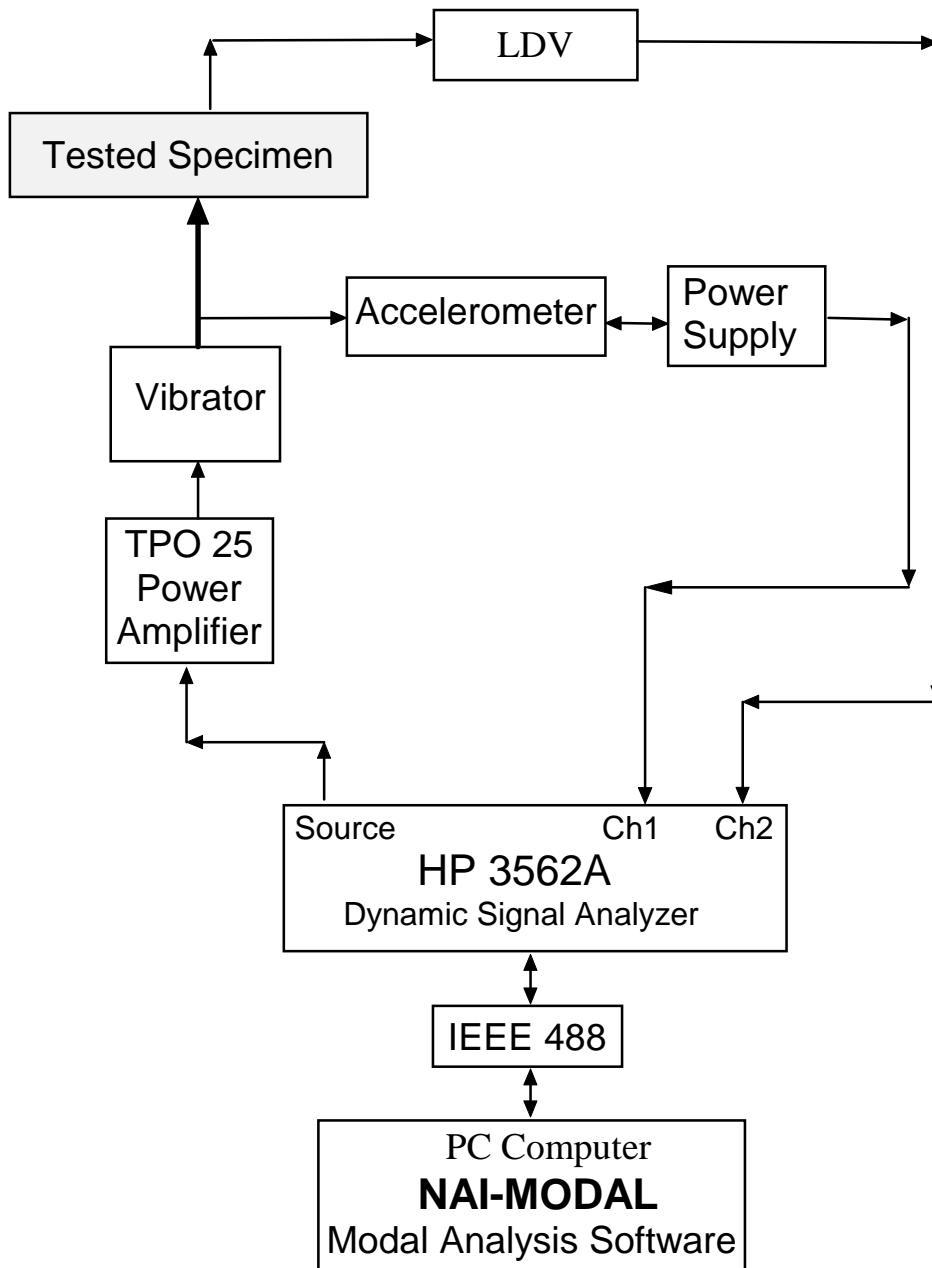 LDV
Tested Specimen
Accelerometer
Power
Supply
Vibrator
TPO 25
Power
Amplifier
Source
Ch1
Ch2
HP 3562A
Dynamic Signal Analyzer
IEEE 488
PC Computer
NAI-MODAL
Modal Analysis Software